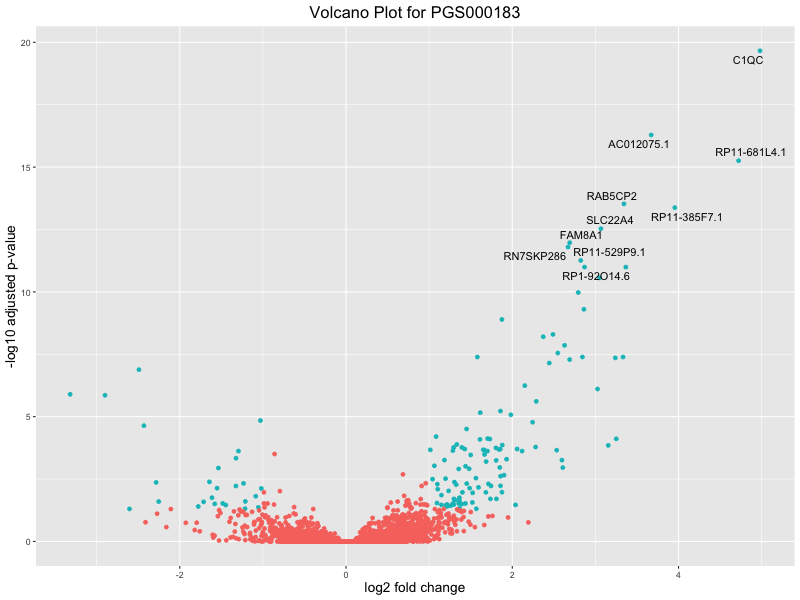 Volcano Plot for PGS000183
20
C1QC
AC012075.1
RP11-681L4.1
15
RAB5CP2
RP11-385F7.1
SLC22A4
FAM8A1
RN7SKP286
RP11-529P9.1
RP1-92O14.6
10
-log10 adjusted p-value
5
0
-2
0
2
4
log2 fold change